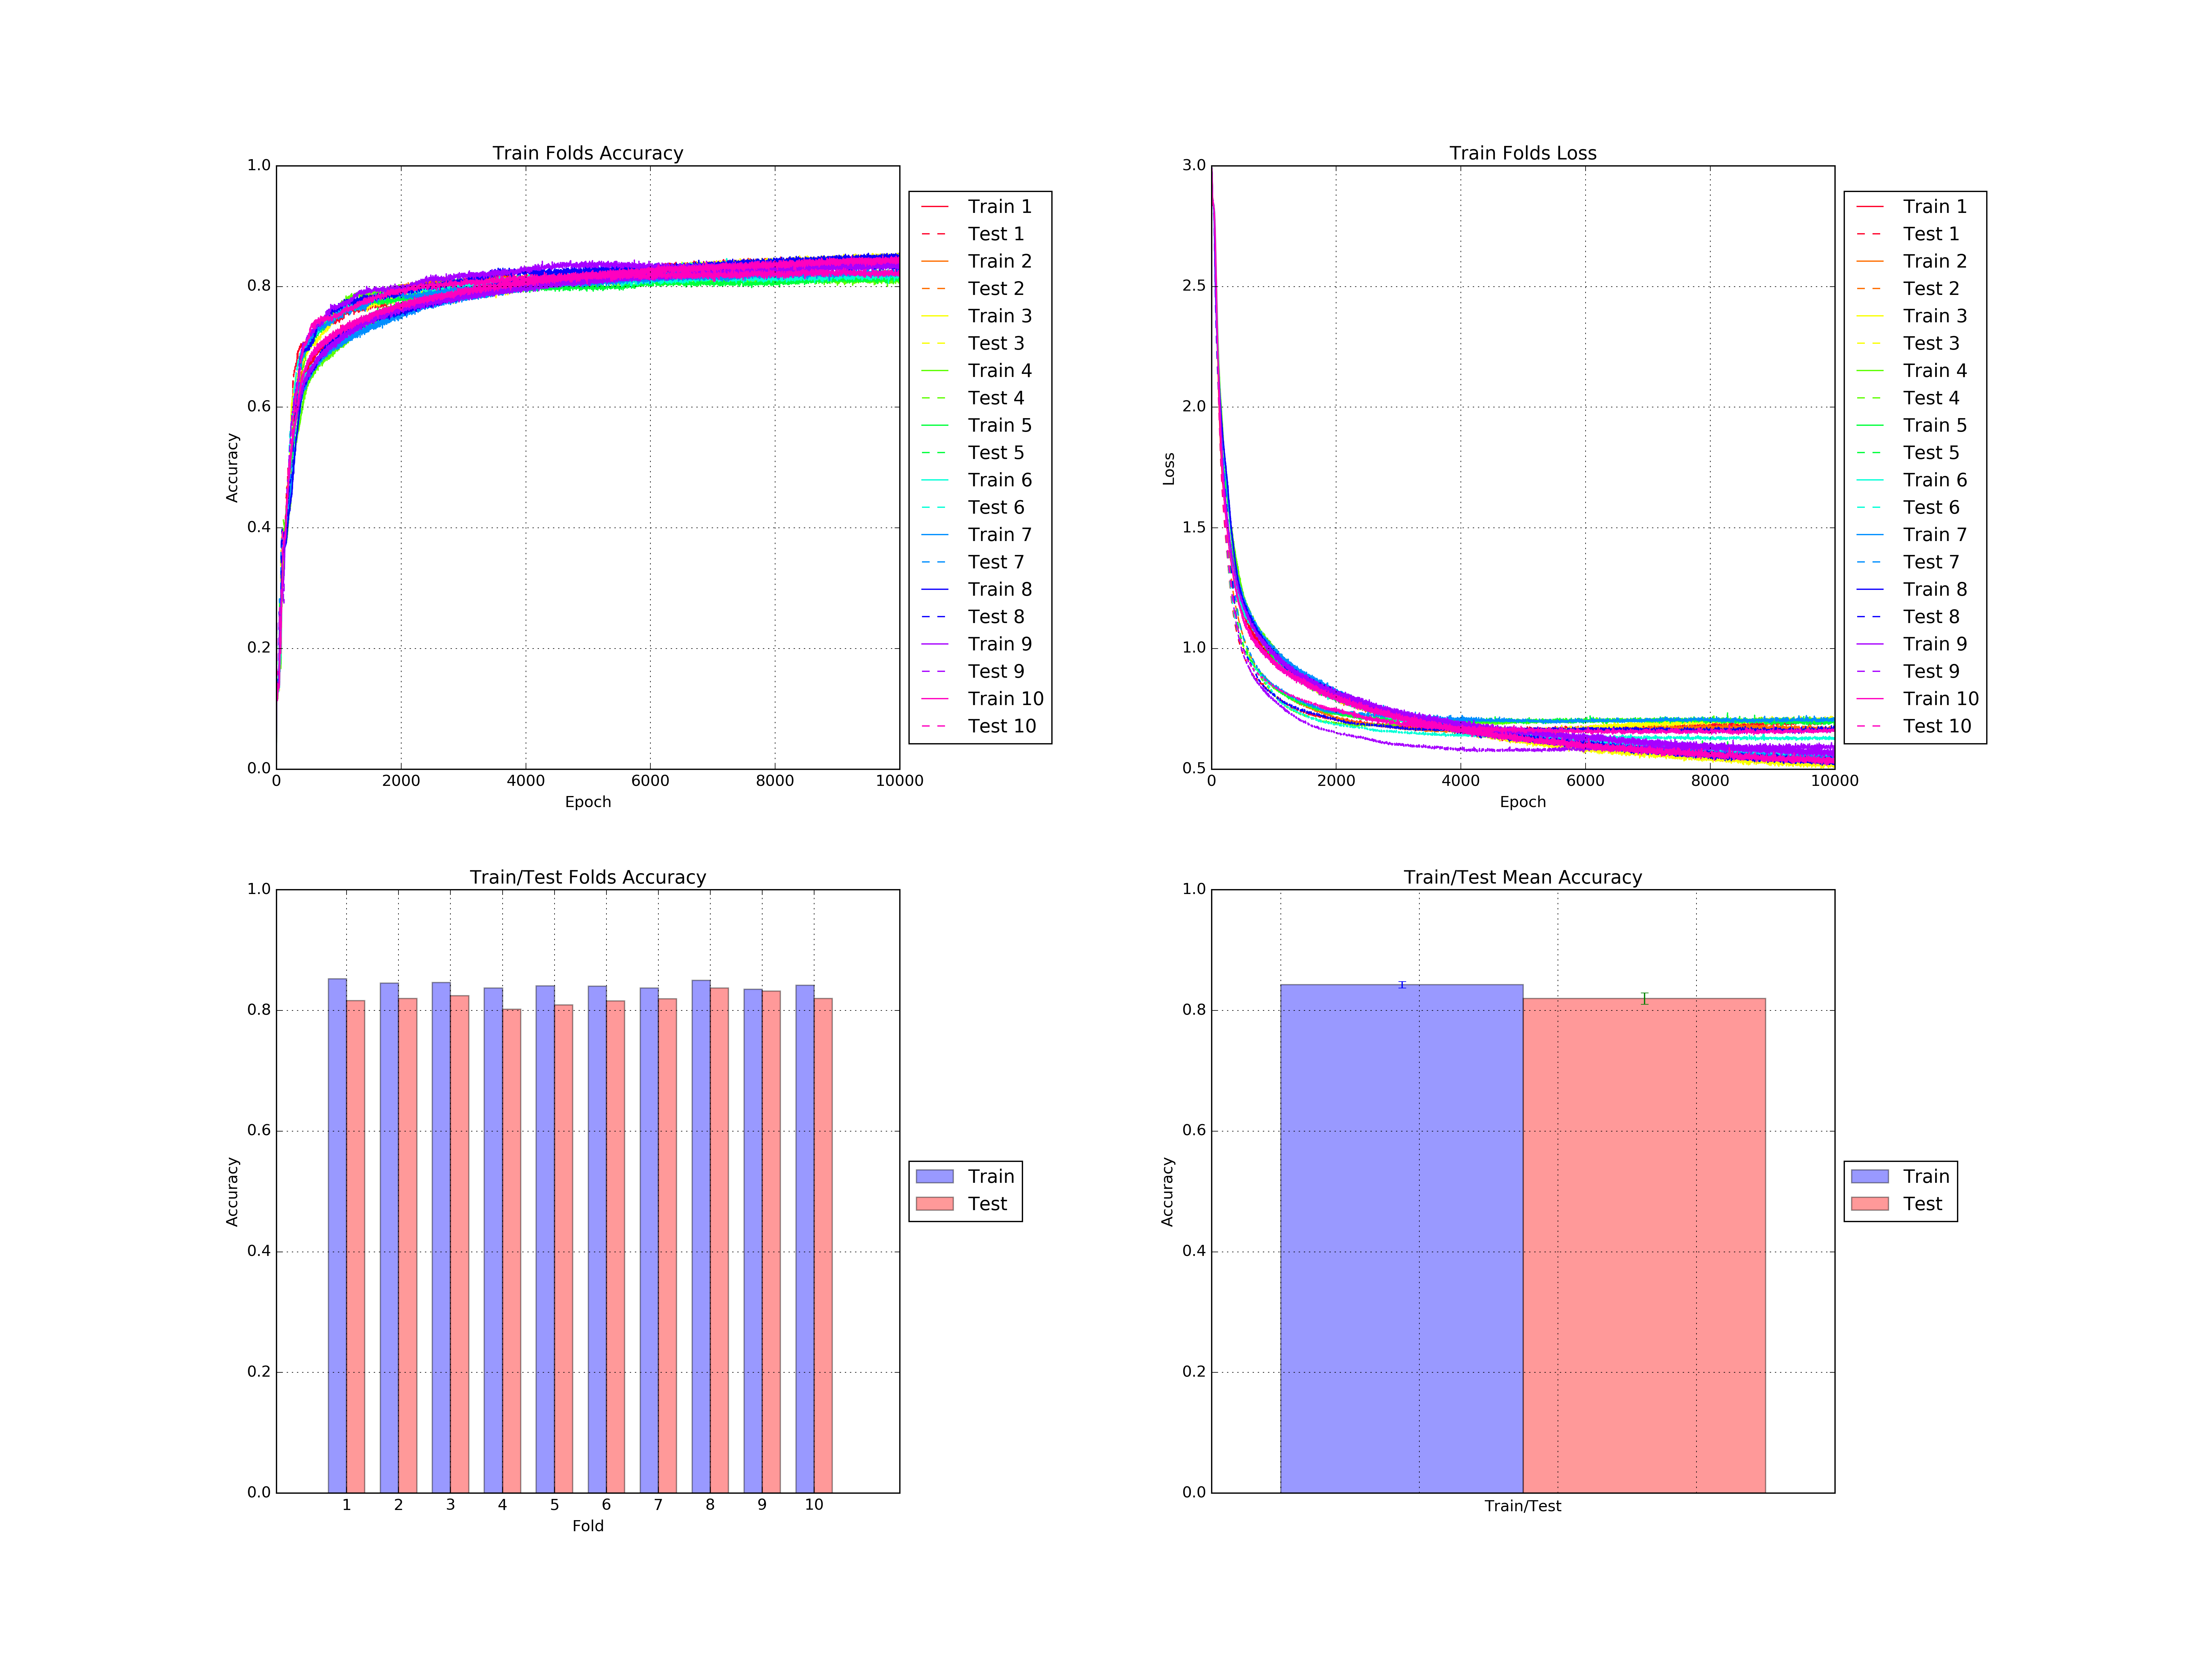 Train Folds Accuracy
1.0
0.8
0.6
0.4
0.2
0.0
Accuracy
0 2000 4000 6000 8000 10000
Epoch
Train 1
Test 1
Train 2
Test 2
Train 3
Test 3
Train 4
Test 4
Train 5
Test 5
Train 6
Test 6
Train 7
Test 7
Train 8
Test 8
Train 9
Test 9
Train 10
Test 10
Train Folds Loss
3.0
2.5
2.0
1.5
1.0
0.5
Loss
0 2000 4000 6000 8000 10000
Epoch
Train 1
Test 1
Train 2
Test 2
Train 3
Test 3
Train 4
Test 4
Train 5
Test 5
Train 6
Test 6
Train 7
Test 7
Train 8
Test 8
Train 9
Test 9
Train 10
Test 10
Train/Test Folds Accuracy
1.0
0.8
0.6
0.4
0.2
0.0
Accuracy
1 2 3 4 5 6 7 8 9 10
Fold
Train
Test
Train/Test Mean Accuracy
1.0
0.8
0.6
0.4
0.2
0.0
Accuracy
Train/Test
Train
Test